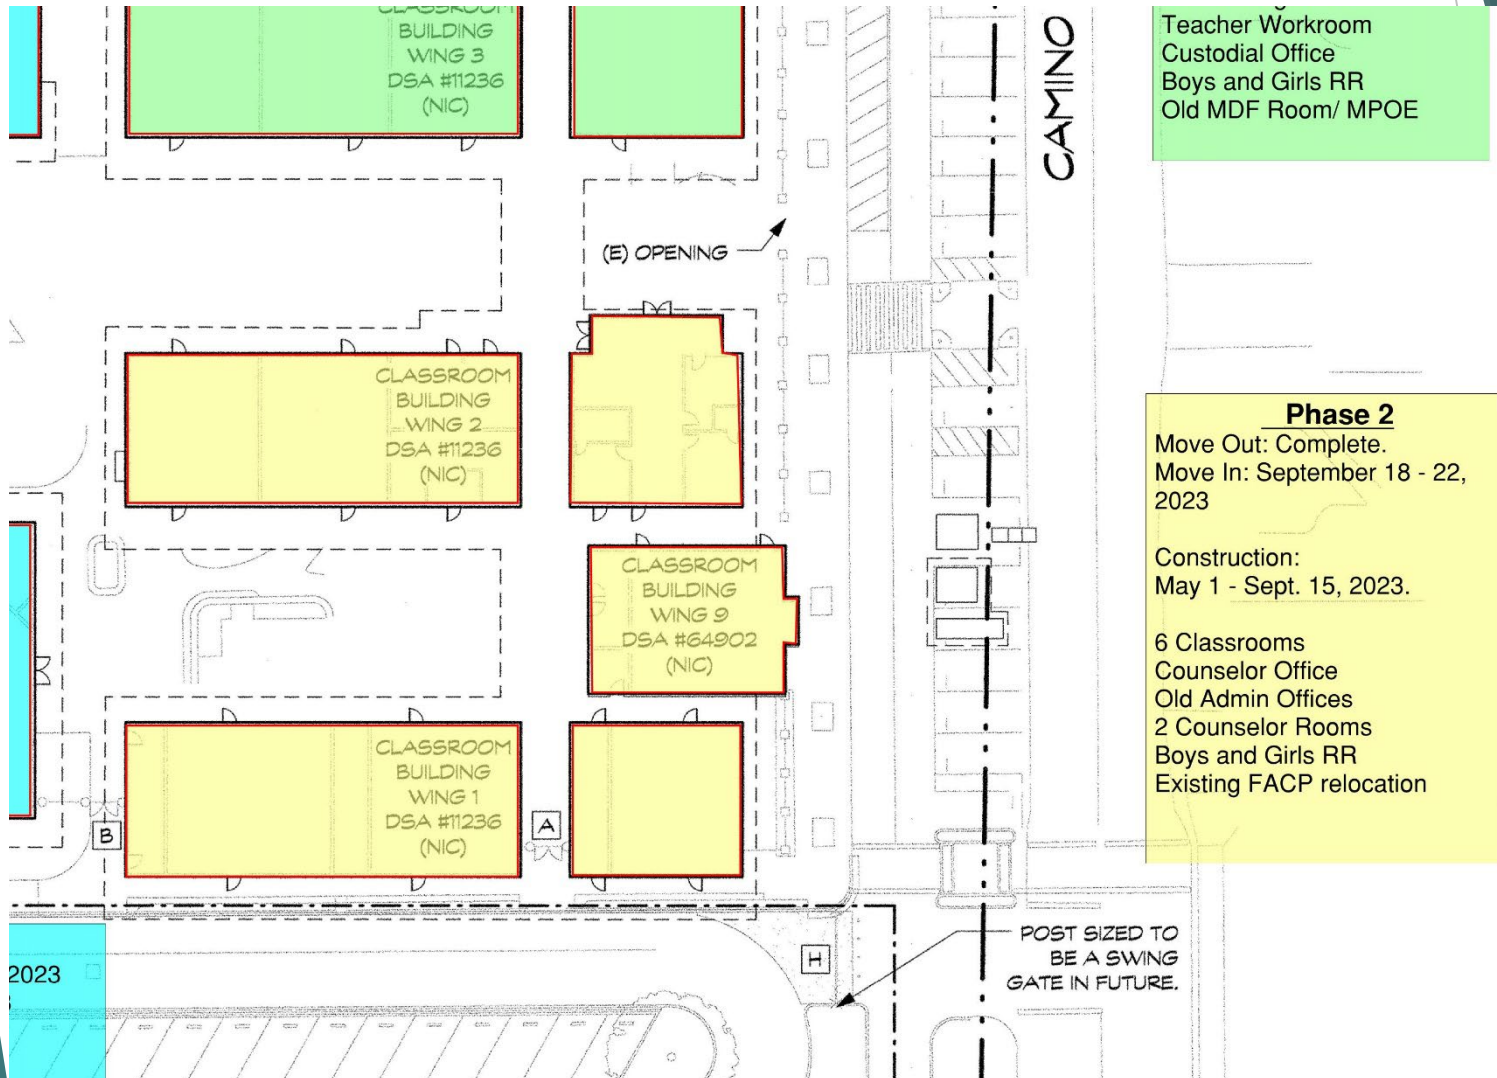 CLASSROOM
BUILDING
WING 3
DSA #11236
(NIC)
CAMINO
Teacher Workroom
Custodial Office
Boys and Girls RR
Old MDF Room/ MPOE
(E) OPENING
CLASSROOM
BUILDING
WING 2
DSA #11236
(NIC)
Phase 2
Move Out: Complete.
Move In: September 18 - 22,
2023
Construction:
May 1 - Sept. 15, 2023.
6 Classrooms
Counselor Office
Old Admin Offices
2 Counselor Rooms
Boys and Girls RR
Existing FACP relocation
CLASSROOM
BUILDING
WING 9
DSA #64902
(NIC)
CLASSROOM
BUILDING
WING 1
DSA #11236
(NIC)
A
B
H
POST SIZED TO
BE A SWING
GATE IN FUTURE.
2023